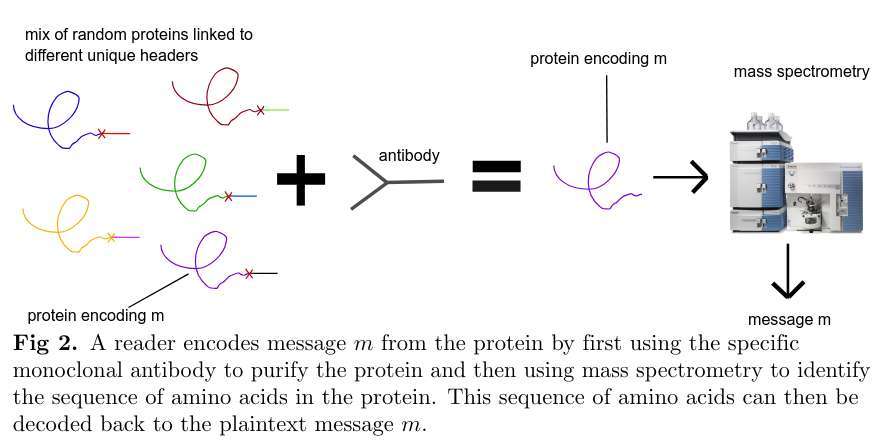 mix of random proteins linked to
different unique headers
protein encoding m
mass spectrometry
antibody
protein encoding m
message m
Fig 2. A reader encodes message m from the protein by first using the specific
monoclonal antibody to purify the protein and then using mass spectrometry to identify
the sequence of amino acids in the protein. This sequence of amino acids can then be
decoded back to the plaintext message m.